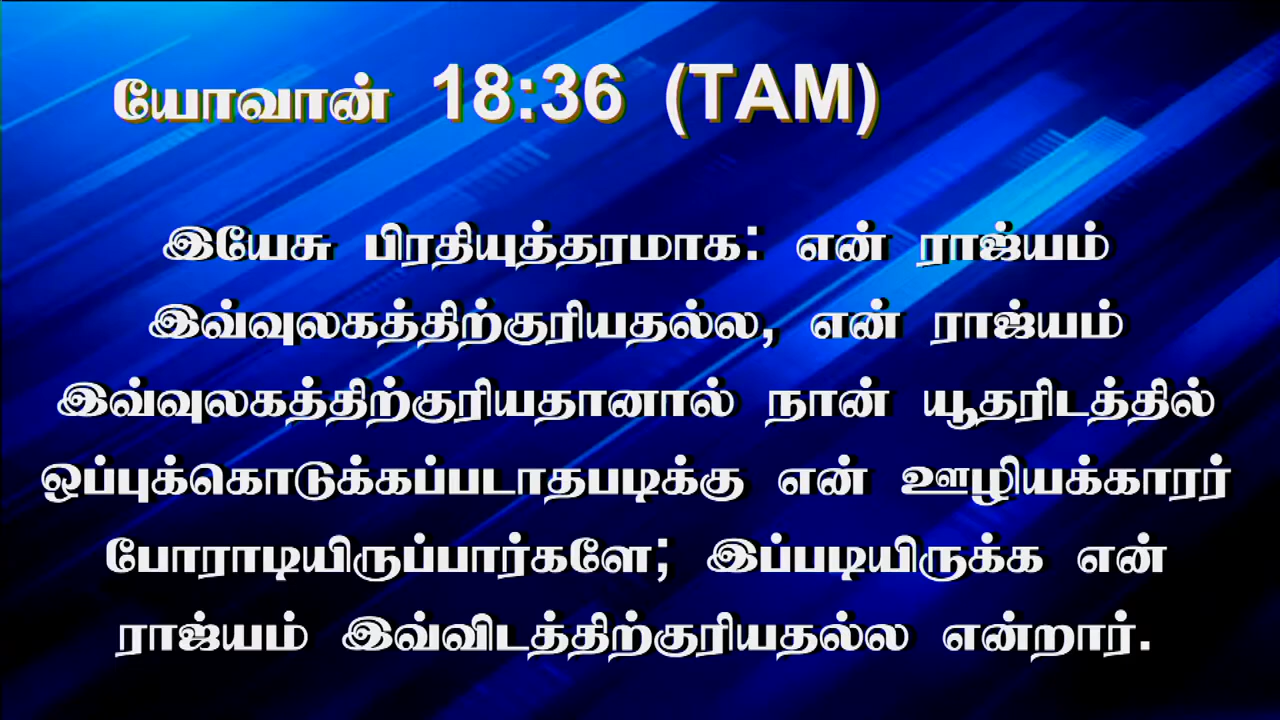 யோவான் 18:36 (TAM)
இயேசு பிரதியுத்தரமாக: என் ராஜ்யம்
இவ்வுலகத்திற்குரியதல்ல, என் ராஜ்யம்
இவ்வுலகத்திற்குரியதானால் நான் யூதரிடத்தில்
ஒப்புக்கொடுக்கப்படாதபடிக்கு என் ஊழியக்காரர்
போராடியிருப்பார்களே; இப்படியிருக்க என்
ராஜ்யம் இவ்விடத்திற்குரியதல்ல என்றார்.